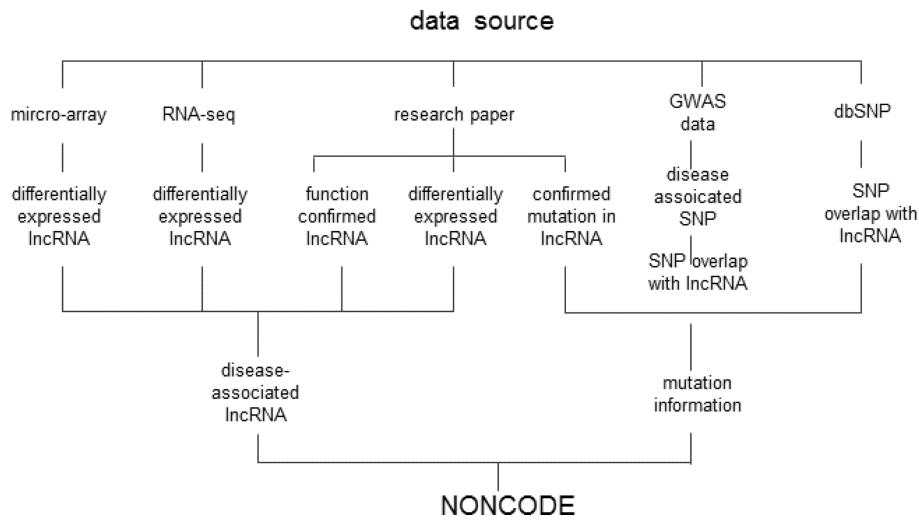 data source
mircro-array
RNA-seq
research paper
GWAS
data
dbSNP
differentially
expressed
lncRNA
differentially
expressed
lncRNA
function
confirmed
lncRNA
differentially
expressed
lncRNA
confirmed
mutation in
lncRNA
disease
assoicated
SNP
SNP overlap
with lncRNA
SNP
overlap with
lncRNA
disease-
associated
lncRNA
mutation
information
NONCODE